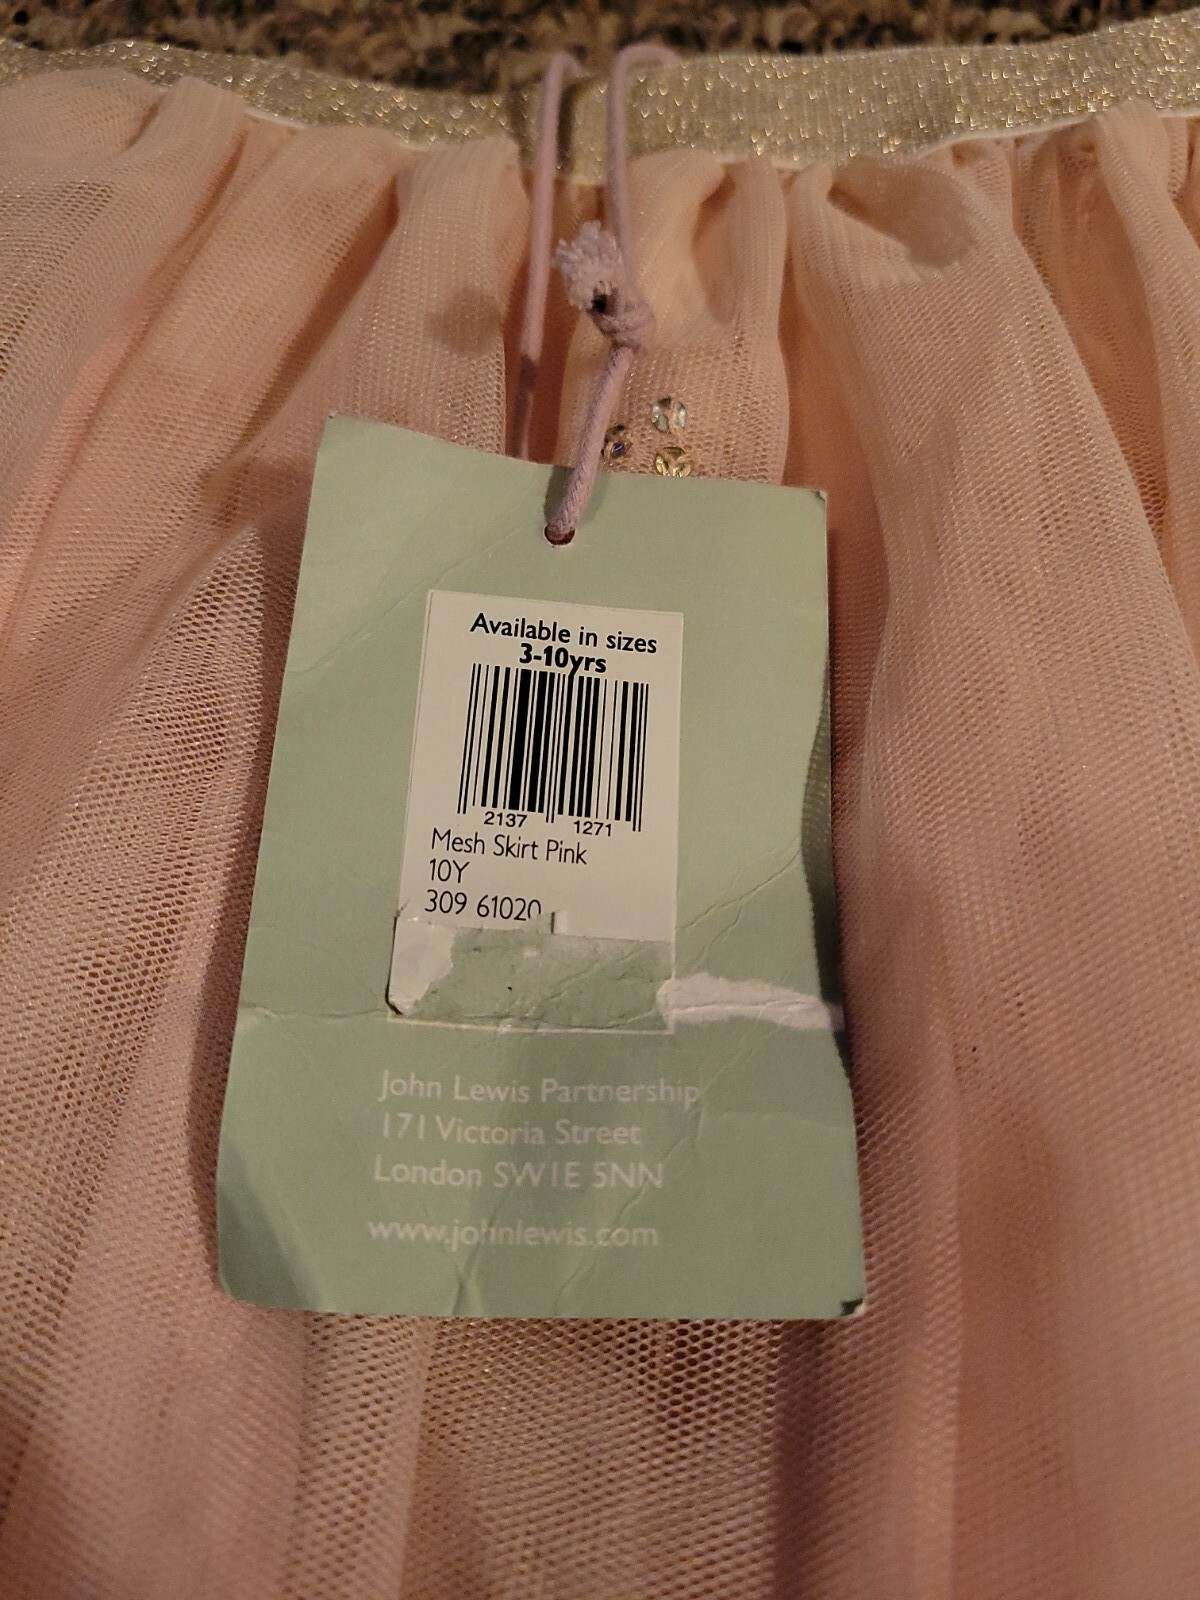 Available in sizes
3-10yrs
2137 1271
Mesh Skirt Pink
10Y
309 61020
John Lewis Partnership
171 Victoria Street
London SW1E 5NN
www.johnlewis.com